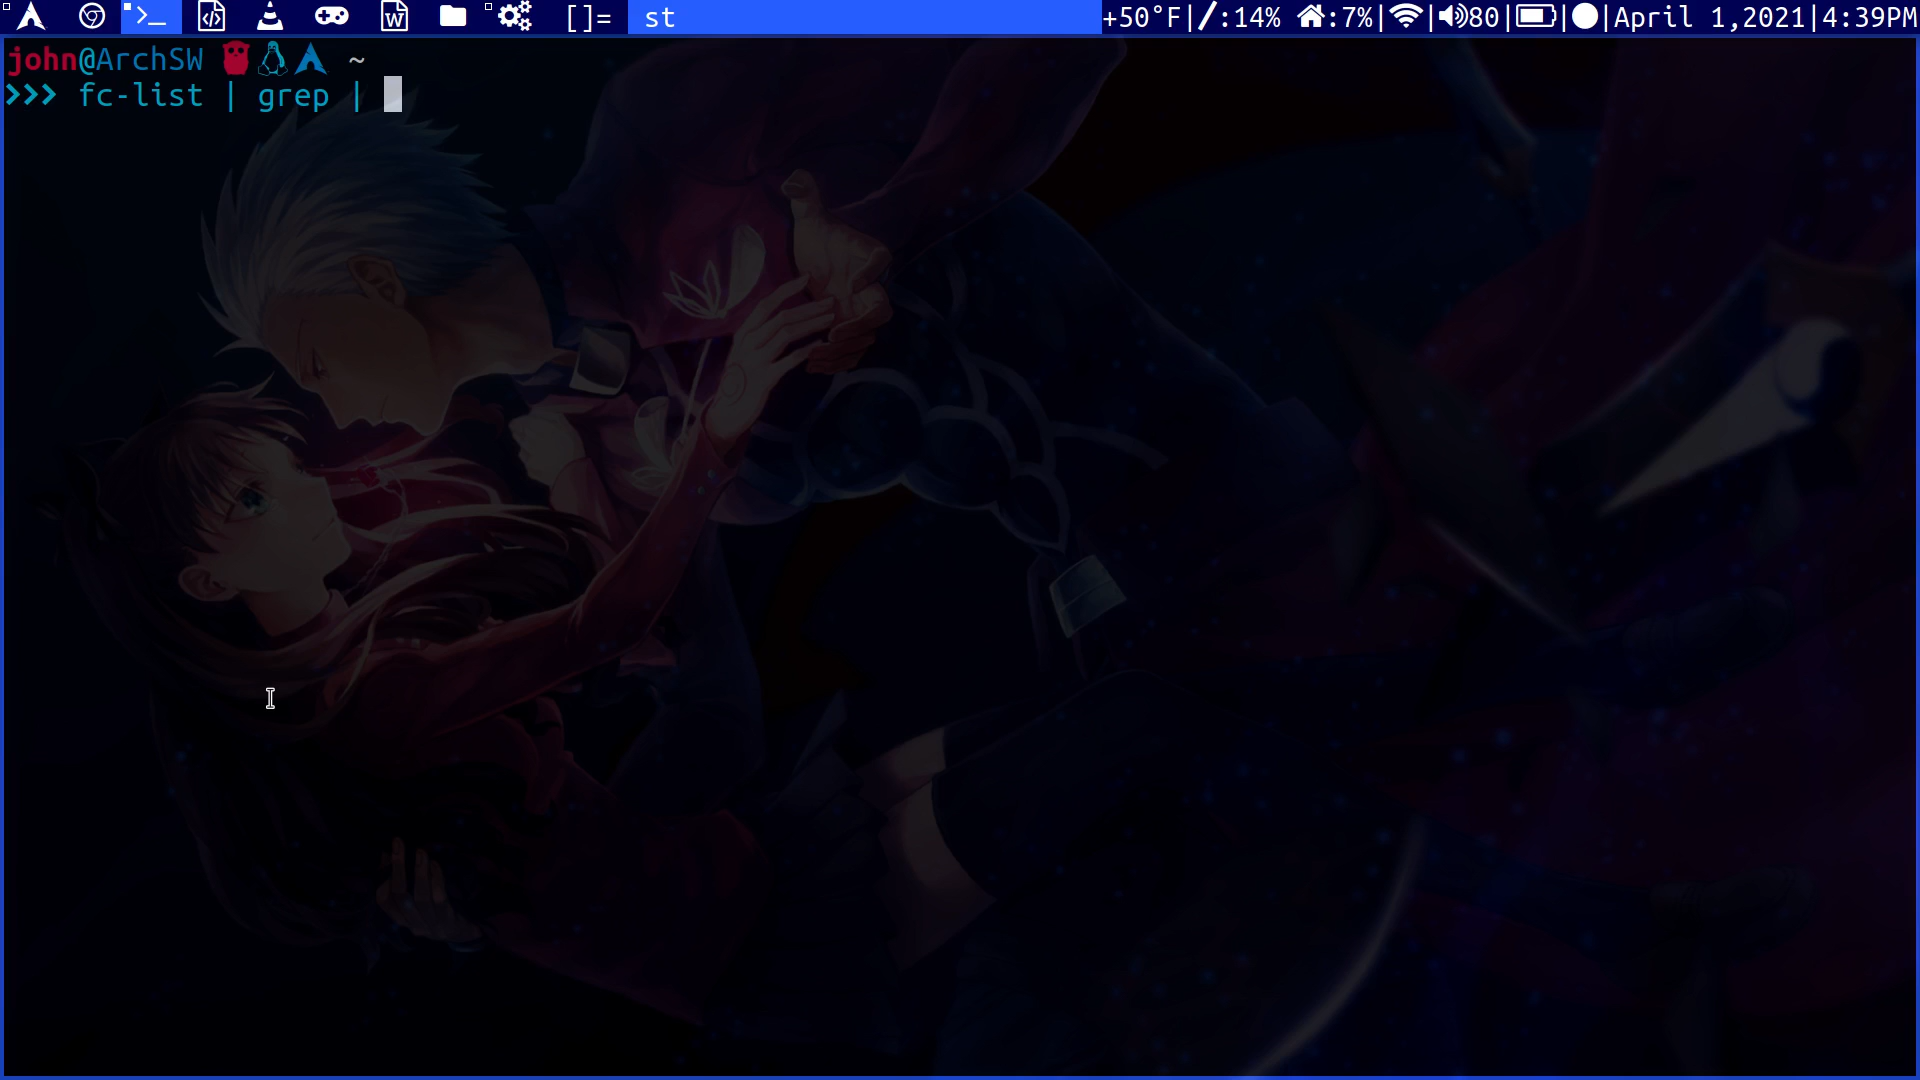 []= st +50°F|/:14% :7%| |80| | |April 1,2021|4:39PM
john@ArchSW ~
>>> fc-list | grep |